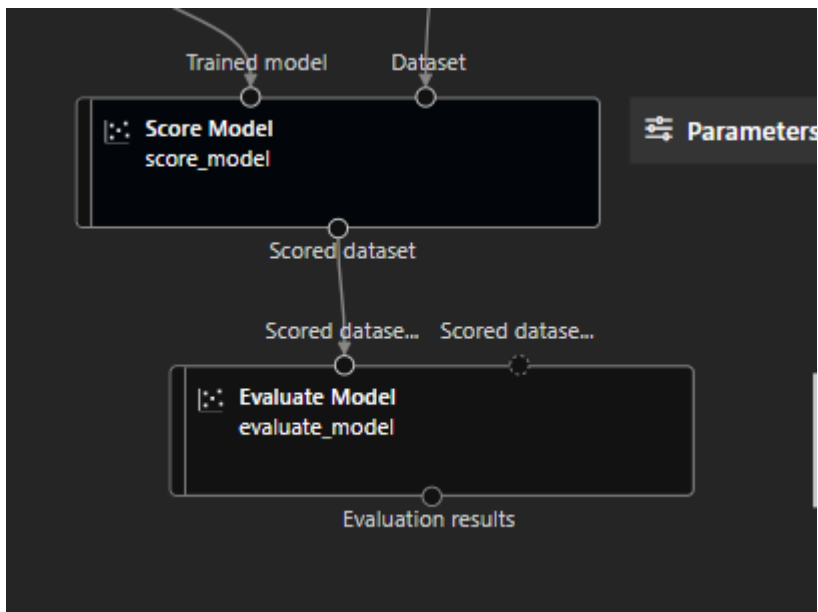 Trained model Dataset
Score Model
score_model
Parameters
Scored dataset
Scored datase... Scored datase...
Evaluate Model
evaluate_model
Evaluation results